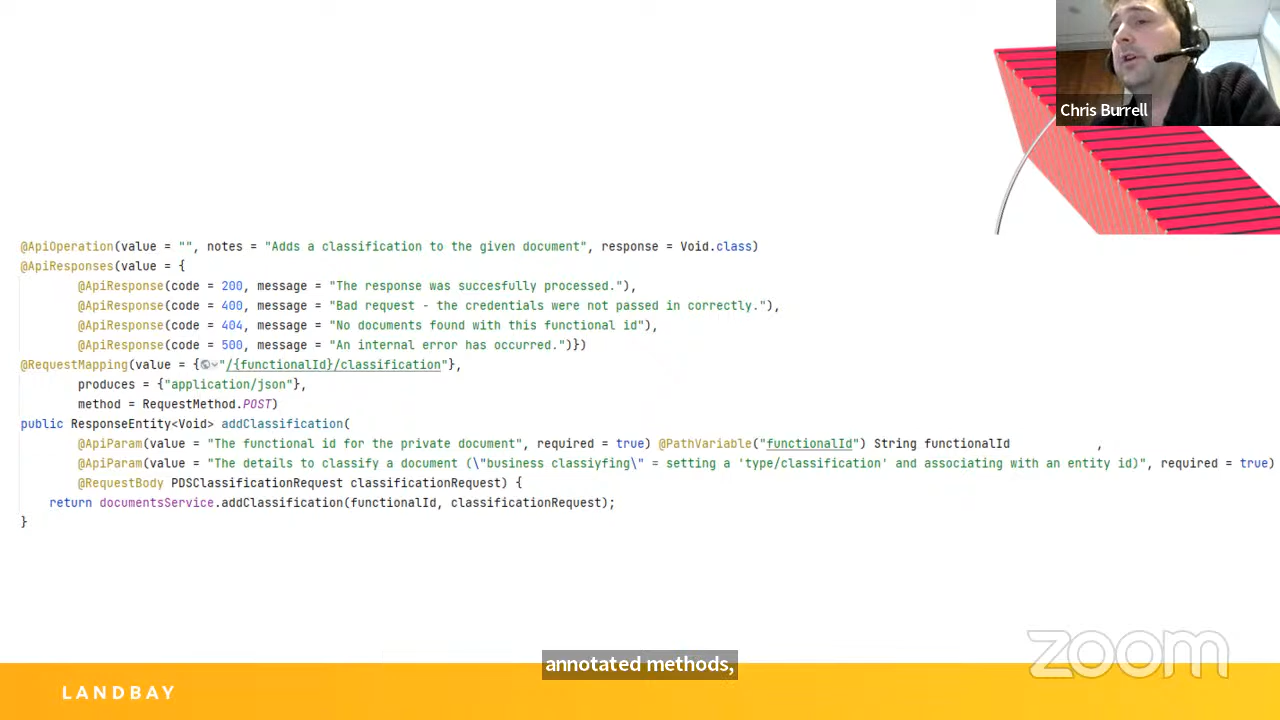 Chris Burrell
@ApiOperation(value = "", notes = "Adds a classification to the given document", response = Void.class)
@ApiResponses(value = {
@ApiResponse(code = 200, message = "The response was succesfully processed."),
@ApiResponse(code = 400, message = "Bad request - the credentials were not passed in correctly."),
@ApiResponse(code = 404, message = "No documents found with this functional id"),
@ApiResponse(code = 500, message = "An internal error has occurred.")})
@RequestMapping(value = {"/{functionalId}/classification"},
produces = {"application/json"},
method = RequestMethod.POST)
public ResponseEntity<Void> addClassification(
@ApiParam(value = "The functional id for the private document", required = true) @PathVariable("functionalId") String functionalId ,
@ApiParam(value = "The details to classify a document (\"business classiyfing\" = setting a 'type/classification' and associating with an entity id)", required = true)
@RequestBody PDSClassificationRequest classificationRequest) {
return documentsService.addClassification(functionalId, classificationRequest);
}
zoom
annotated methods,
LANDBAY